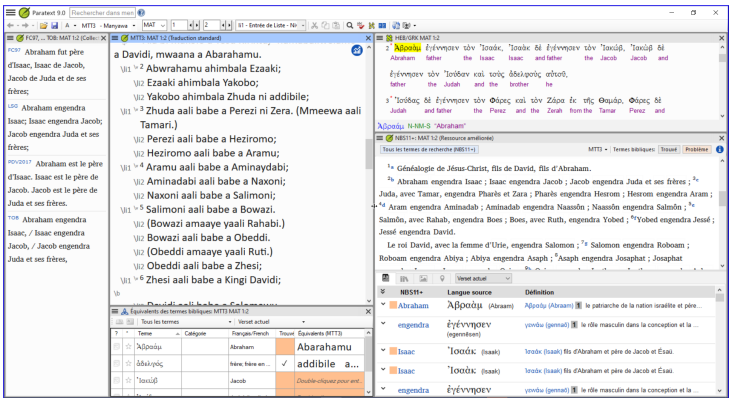 Paratext 9.0
Rechercher dans men
A - MTT3 - Manyawa - MAT 1 2 S1 - Entrée de Liste - Niv
FC97, ... TOB: MAT 1:2 (Collec
FC97 Abraham fut père
d'Isaac, Isaac de Jacob,
Jacob de Juda et de ses
frères;
LSG Abraham engendra
Isaac; Isaac engendra Jacob;
Jacob engendra Juda et ses
frères;
PDV2017 Abraham est le père
d'Isaac. Isaac est le père de
Jacob. Jacob est le père de
Juda et de ses frères.
TOB Abraham engendra
Isaac, / Isaac engendra
Jacob, / Jacob engendra
Juda et ses frères,
MTT3: MAT 1:2 (Traduction standard)
a Davidi, mwaana a Abarahamu.
\li1 2 Abwrahamu ahimbala Ezaaki;
\li2 Ezaaki ahimbala Yakobo;
\li2 Yakobo ahimbala Zhuda ni addibile;
\li1 3 Zhuda aali babe a Perezi ni Zera. (Mmeewa aali
Tamari.)
\li2 Perezi aali babe a Heziromo;
\li2 Heziromo aali babe a Aramu;
\li1 4 Aramu aali babe a Aminaydabi;
\li2 Aminadabi aali babe a Naxoni;
\li2 Naxoni aali babe a Salimoni;
\li1 5 Salimoni aali babe a Bowazi.
\li2 (Bowazi amaaye yaali Rahabi.)
\li2 Bowazi aali babe a Obeddi.
\li2 (Obeddi amaaye yaali Ruti.)
\li2 Obeddi aali babe a Zhesi;
\li1 6 Zhesi aali babe a Kingi Davidi;
\b
Équivalents des termes bibliques: MTT3 MAT 1:2
Tous les termes Verset actuel
? * Terme Catégorie Français/French Trouvé Équivalents (MTT3)
Ἀβραάμ Abraham Abarahamu
ἀδελφός frère; frère en ... ✓ addibile a...
Ἰακώβ Jacob Double-cliquez pour ent...
HEB/GRK MAT 1:2
2 Ἀβραὰμ ἐγέννησεν τὸν Ἰσαάκ, Ἰσαὰκ δὲ ἐγέννησεν τὸν Ἰακώβ, Ἰακὼβ δὲ
Abraham father the Isaac Isaac and father the Jacob Jacob and
ἐγέννησεν τὸν Ἰούδαν καὶ τοὺς ἀδελφοὺς αὐτοῦ,
father the Judah and the brother he
3 Ἰούδας δὲ ἐγέννησεν τὸν Φάρες καὶ τὸν Ζάρα ἐκ τῆς Θαμάρ, Φάρες δὲ
Judah and father the Perez and the Zerah from the Tamar Perez and
Ἀβραάμ N-NM-S "Abraham"
NBS11+: MAT 1:2 (Ressource améliorée)
Tous les termes de recherche (NBS11+) MTT3 Termes bibliques: Trouvé Problème
1a Généalogie de Jésus-Christ, fils de David, fils d'Abraham.
2b Abraham engendra Isaac ; Isaac engendra Jacob ; Jacob engendra Juda et ses frères ; 3c
Juda, avec Tamar, engendra Pharès et Zara ; Pharès engendra Hesrom ; Hesrom engendra Aram ;
4d Aram engendra Aminadab ; Aminadab engendra Naassôn ; Naassôn engendra Salmôn ; 5e
Salmôn, avec Rahab, engendra Boes ; Boes, avec Ruth, engendra Yobed ; 6f Yobed engendra Jessé ;
Jessé engendra David.
Le roi David, avec la femme d'Urie, engendra Salomon ; 7g Salomon engendra Roboam ;
Roboam engendra Abiya ; Abiya engendra Asaph ; 8 Asaph engendra Josaphat ; Josaphat
Verset actuel
NBS11+ Langue source Définition
Abraham Ἀβραάμ (Abraam) Ἀβραάμ (Abraam) 1 le patriarche de la nation israélite et père...
engendra ἐγέννησεν (egennēsen) γεννάω (gennaō) 1 le rôle masculin dans la conception et la ...
Isaac Ἰσαάκ (Isaak) Ἰσαάκ (Isaak) fils d'Abraham et père de Jacob et Ésaü.
Isaac Ἰσαὰκ (Isaak) Ἰσαάκ (Isaak) fils d'Abraham et père de Jacob et Ésaü.
engendra ἐγέννησεν γεννάω (gennaō) 1 le rôle masculin dans la conception et la ...